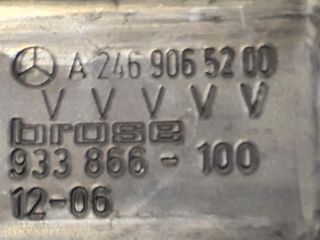 A 246 906 52 00
V V V V V
brose
933 866 - 100
12-06